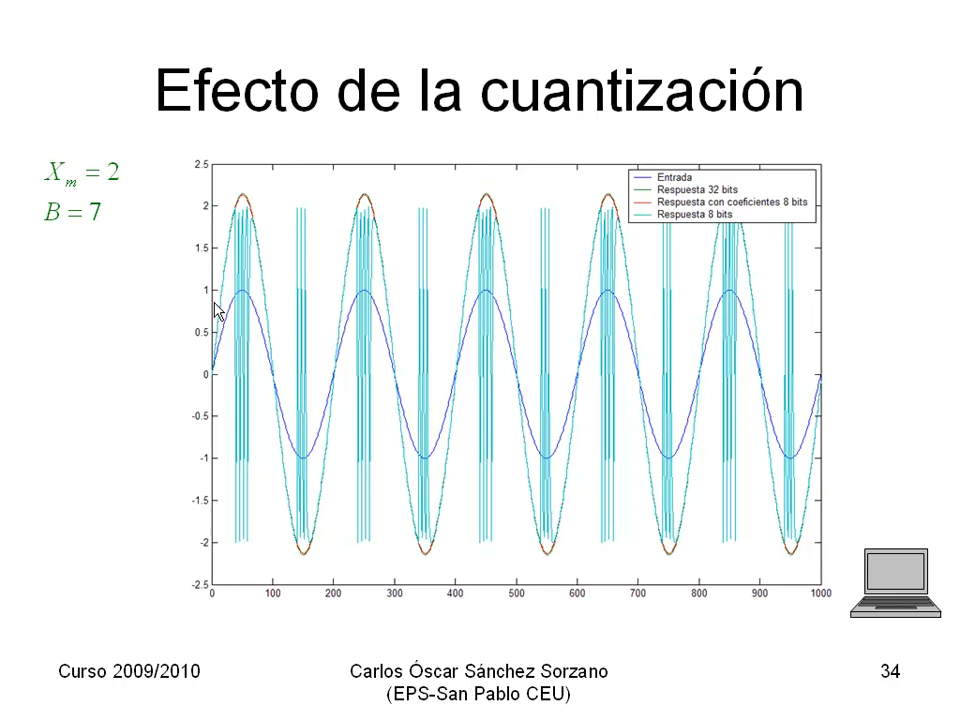 Efecto de la cuantización
X_m = 2
B = 7
2.5
2
1.5
1
0.5
0
-0.5
-1
-1.5
-2
-2.5
Entrada
Respuesta 32 bits
Respuesta con coeficientes 8 bits
Respuesta 8 bits
0 100 200 300 400 500 600 700 800 900 1000
Curso 2009/2010
Carlos Óscar Sánchez Sorzano
(EPS-San Pablo CEU)
34